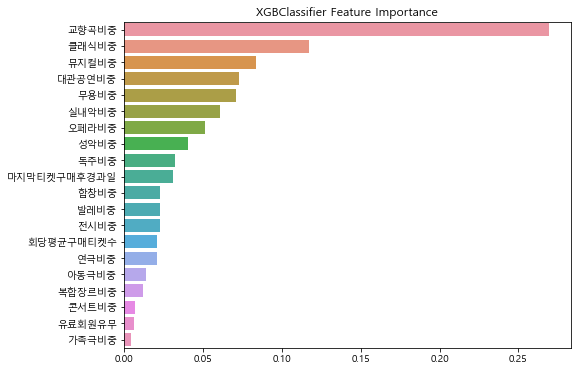 XGBClassifier Feature Importance
교향곡비중
클래식비중
뮤지컬비중
대관공연비중
무용비중
실내악비중
오페라비중
성악비중
독주비중
마지막티켓구매후경과일
합창비중
발레비중
전시비중
회당평균구매티켓수
연극비중
아동극비중
복합장르비중
콘서트비중
유료회원유무
가족극비중
0.00 0.05 0.10 0.15 0.20 0.25